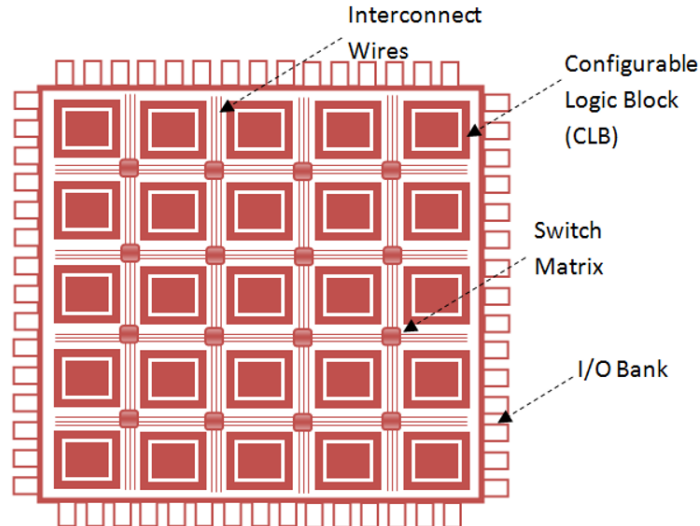 Interconnect
Wires
Configurable
Logic Block
(CLB)
Switch
Matrix
I/O Bank